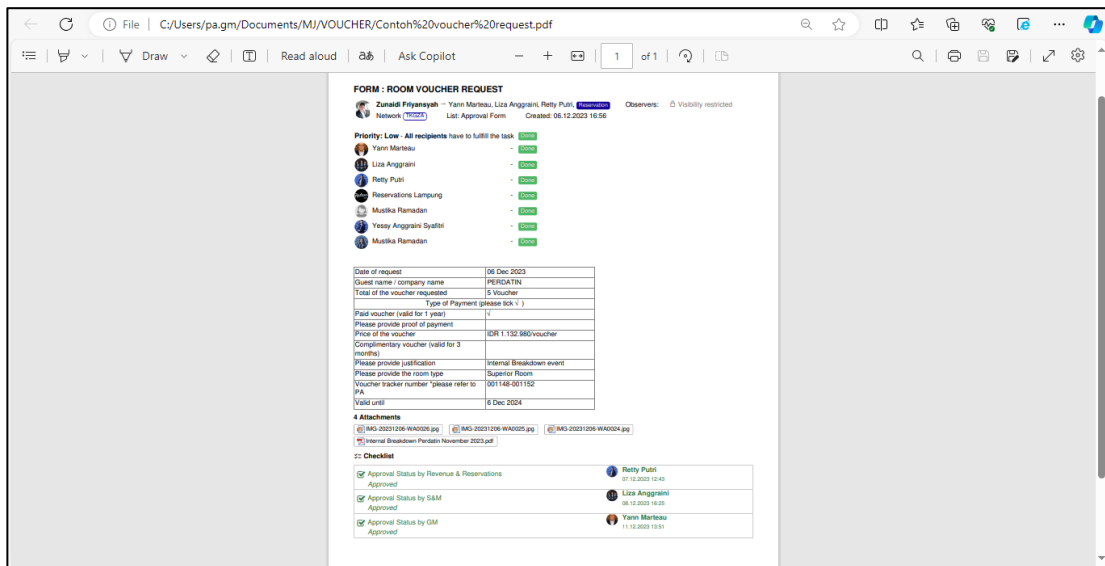 File
C:/Users/pa.gm/Documents/MJ/VOUCHER/Contoh%20voucher%20request.pdf
Draw
Read aloud
Ask Copilot
1 of 1
FORM : ROOM VOUCHER REQUEST
Zunaidi Friyansyah → Yann Marteau, Liza Anggraini, Retty Putri, Reservation Observers: Visibility restricted
Network TKGZA List: Approval Form Created: 06.12.2023 16:56
Priority: Low - All recipients have to fullfill the task Done
Yann Marteau - Done
Liza Anggraini - Done
Retty Putri - Done
Reservations Lampung - Done
Mustika Ramadan - Done
Yessy Anggraini Syafitri - Done
Mustika Ramadan - Done
Date of request 06 Dec 2023
Guest name / company name PERDATIN
Total of the voucher requested 5 Voucher
Type of Payment (please tick √ )
Paid voucher (valid for 1 year) √
Please provide proof of payment
Price of the voucher IDR 1.132.980/voucher
Complimentary voucher (valid for 3
months)
Please provide justification Internal Breakdown event
Please provide the room type Superior Room
Voucher tracker number *please refer to 001148-001152
PA
Valid until 6 Dec 2024
4 Attachments
IMG-20231206-WA0026.jpg IMG-20231206-WA0025.jpg IMG-20231206-WA0024.jpg
Internal Breakdown Perdatin November 2023.pdf
Checklist
Approval Status by Revenue & Reservations Retty Putri
Approved 07.12.2023 12:43
Approval Status by S&M Liza Anggraini
Approved 08.12.2023 16:25
Approval Status by GM Yann Marteau
Approved 11.12.2023 13:51